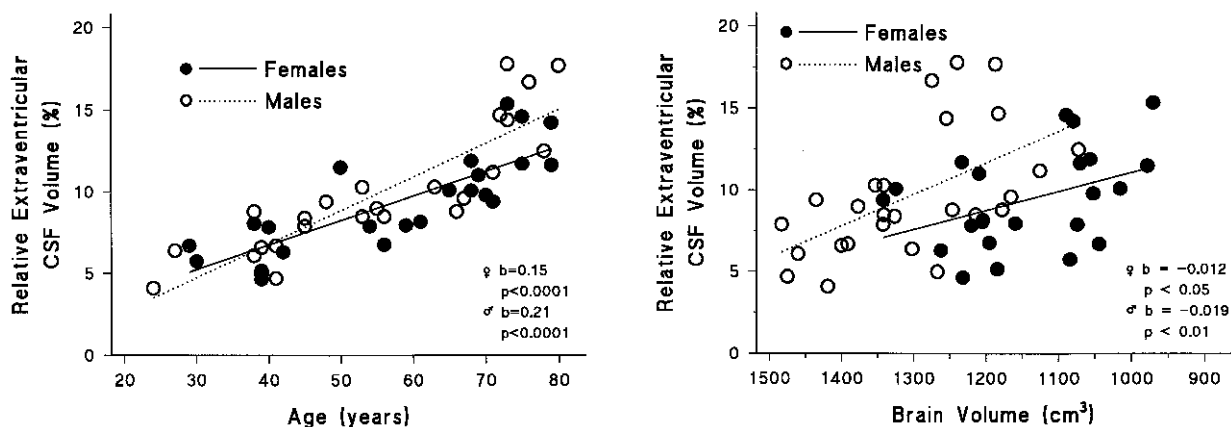 Relative Extraventricular
CSF Volume (%)
20
15
10
5
0
Females
Males
♀ b=0.15
p<0.0001
♂ b=0.21
p<0.0001
20 30 40 50 60 70 80
Age (years)
Relative Extraventricular
CSF Volume (%)
20
15
10
5
0
Females
Males
♀ b = -0.012
p < 0.05
♂ b = -0.019
p < 0.01
1500 1400 1300 1200 1100 1000 900
Brain Volume (cm³)